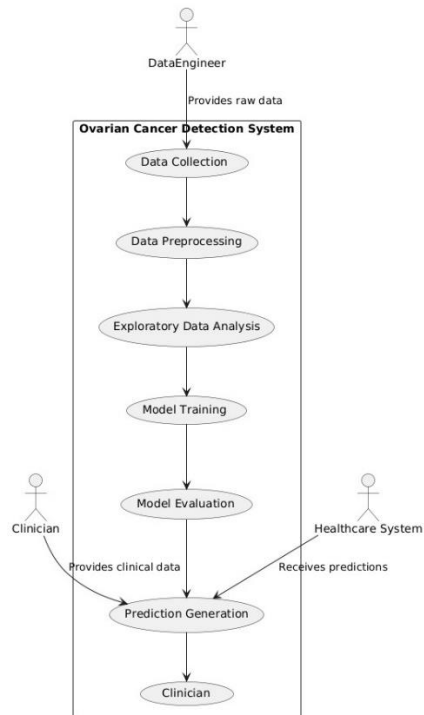 DataEngineer
Provides raw data
Ovarian Cancer Detection System
Data Collection
Data Preprocessing
Exploratory Data Analysis
Model Training
Model Evaluation
Clinician
Healthcare System
Provides clinical data
Receives predictions
Prediction Generation
Clinician